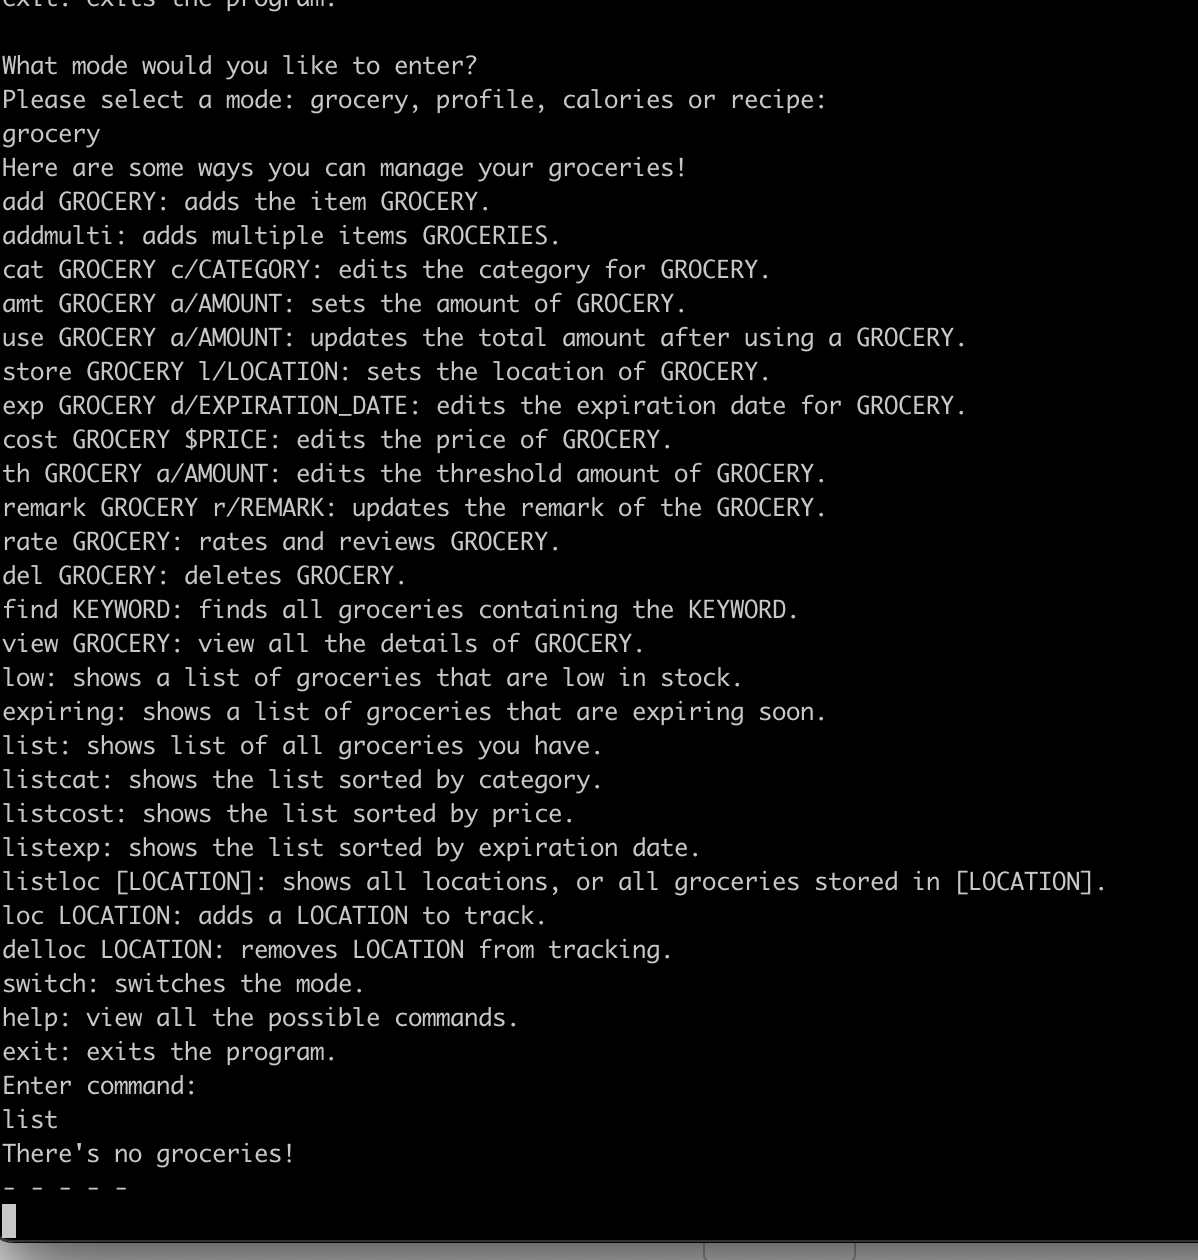 exit: exits the program.
What mode would you like to enter?
Please select a mode: grocery, profile, calories or recipe:
grocery
Here are some ways you can manage your groceries!
add GROCERY: adds the item GROCERY.
addmulti: adds multiple items GROCERIES.
cat GROCERY c/CATEGORY: edits the category for GROCERY.
amt GROCERY a/AMOUNT: sets the amount of GROCERY.
use GROCERY a/AMOUNT: updates the total amount after using a GROCERY.
store GROCERY l/LOCATION: sets the location of GROCERY.
exp GROCERY d/EXPIRATION_DATE: edits the expiration date for GROCERY.
cost GROCERY $PRICE: edits the price of GROCERY.
th GROCERY a/AMOUNT: edits the threshold amount of GROCERY.
remark GROCERY r/REMARK: updates the remark of the GROCERY.
rate GROCERY: rates and reviews GROCERY.
del GROCERY: deletes GROCERY.
find KEYWORD: finds all groceries containing the KEYWORD.
view GROCERY: view all the details of GROCERY.
low: shows a list of groceries that are low in stock.
expiring: shows a list of groceries that are expiring soon.
list: shows list of all groceries you have.
listcat: shows the list sorted by category.
listcost: shows the list sorted by price.
listexp: shows the list sorted by expiration date.
listloc [LOCATION]: shows all locations, or all groceries stored in [LOCATION].
loc LOCATION: adds a LOCATION to track.
delloc LOCATION: removes LOCATION from tracking.
switch: switches the mode.
help: view all the possible commands.
exit: exits the program.
Enter command:
list
There's no groceries!
- - - - -